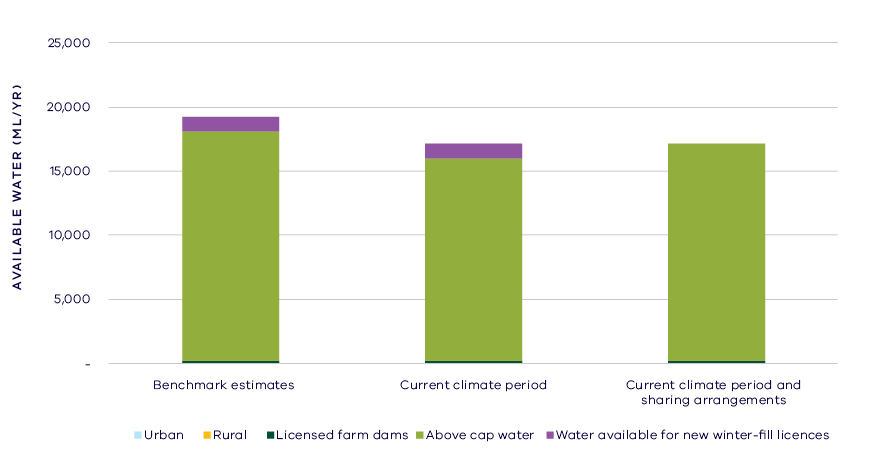 25,000
20,000
15,000
10,000
5,000
-
AVAILABLE WATER (ML/YR)
Benchmark estimates
Current climate period
Current climate period and
sharing arrangements
Urban
Rural
Licensed farm dams
Above cap water
Water available for new winter-fill licences